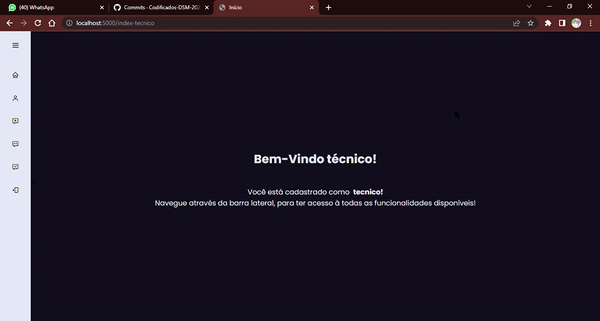 (40) WhatsApp
Commits · Codificados-DSM-202
Início
localhost:5000/index-tecnico
Bem-Vindo técnico!
Você está cadastrado como tecnico!
Navegue através da barra lateral, para ter acesso à todas as funcionalidades disponíveis!